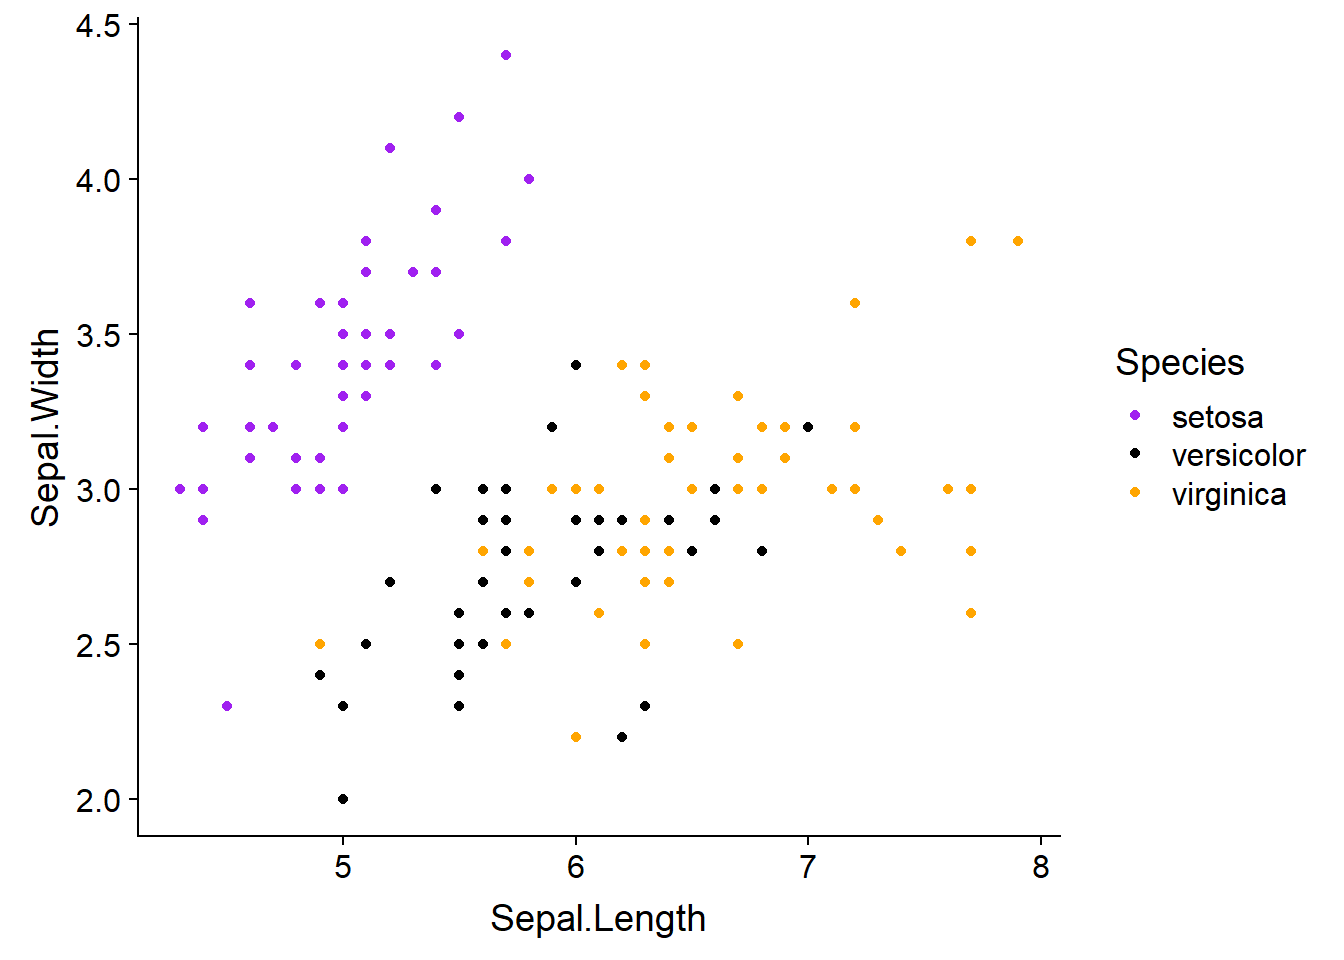 4.5
4.0
3.5
3.0
2.5
2.0
Sepal.Width
5 6 7 8
Sepal.Length
Species
setosa
versicolor
virginica